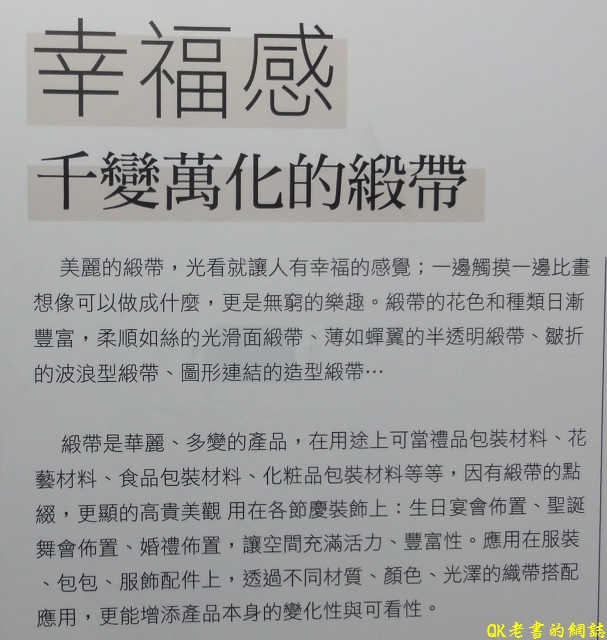 幸福感
千變萬化的緞帶
美麗的緞帶，光看就讓人有幸福的感覺；一邊觸摸一邊比畫
想像可以做成什麼，更是無窮的樂趣。緞帶的花色和種類日漸
豐富，柔順如絲的光滑面緞帶、薄如蟬翼的半透明緞帶、皺折
的波浪型緞帶、圖形連結的造型緞帶…
緞帶是華麗、多變的產品，在用途上可當禮品包裝材料、花
藝材料、食品包裝材料、化粧品包裝材料等等，因有緞帶的點
綴，更顯的高貴美觀 用在各節慶裝飾上：生日宴會佈置、聖誕
舞會佈置、婚禮佈置，讓空間充滿活力、豐富性。應用在服裝
、包包、服飾配件上，透過不同材質、顏色、光澤的織帶搭配
應用，更能增添產品本身的變化性與可看性。
QK老書的網誌